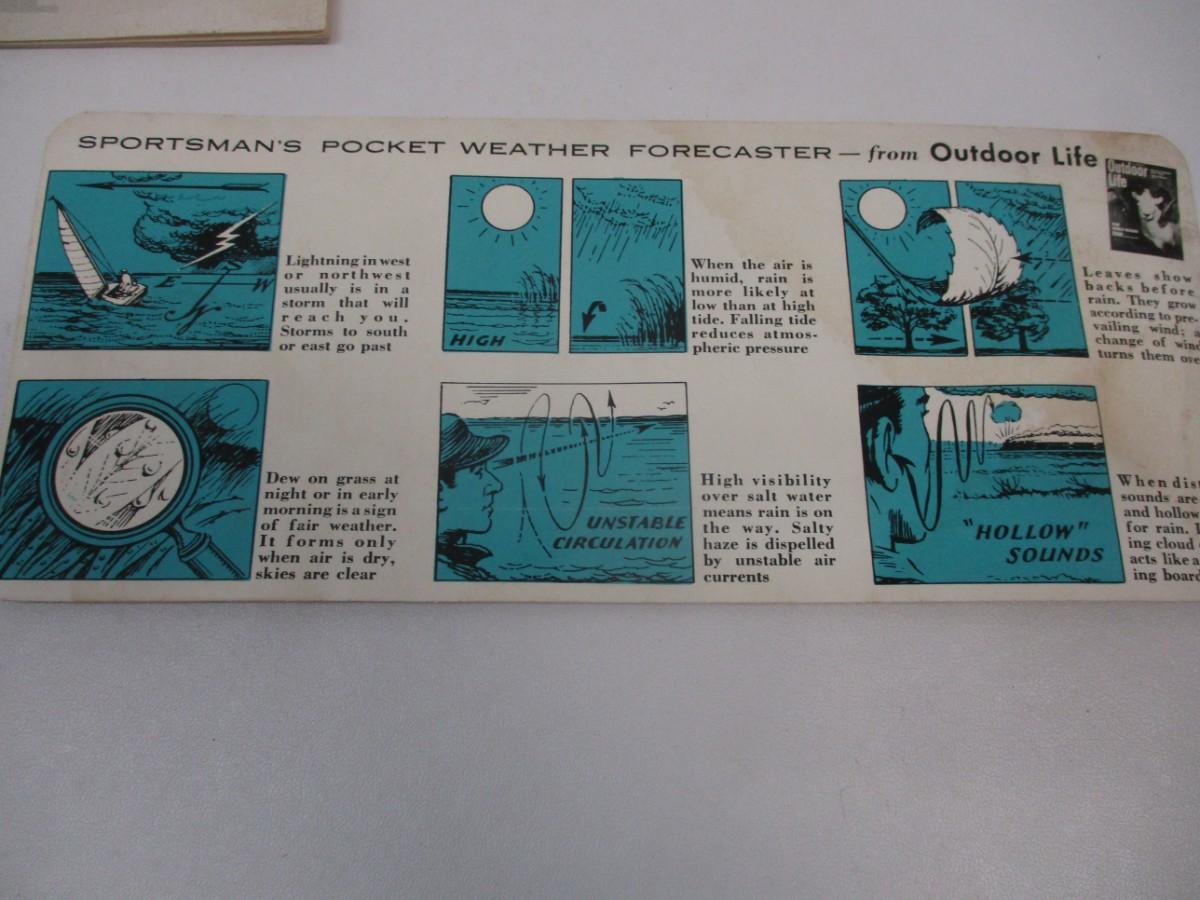 SPORTSMAN'S POCKET WEATHER FORECASTER — from Outdoor Life
Outdoor
Life
E
W
N
Lightning in west
or northwest
usually is in a
storm that will
reach you.
Storms to south
or east go past
HIGH
When the air is
humid, rain is
more likely at
low than at high
tide. Falling tide
reduces atmos-
pheric pressure
Leaves show
backs before
rain. They grow
according to pre-
vailing wind;
change of wind
turns them over
Dew on grass at
night or in early
morning is a sign
of fair weather.
It forms only
when air is dry,
skies are clear
UNSTABLE
CIRCULATION
High visibility
over salt water
means rain is on
the way. Salty
haze is dispelled
by unstable air
currents
"HOLLOW"
SOUNDS
When dist
sounds are
and hollow
for rain.
ing cloud
acts like a
ing board